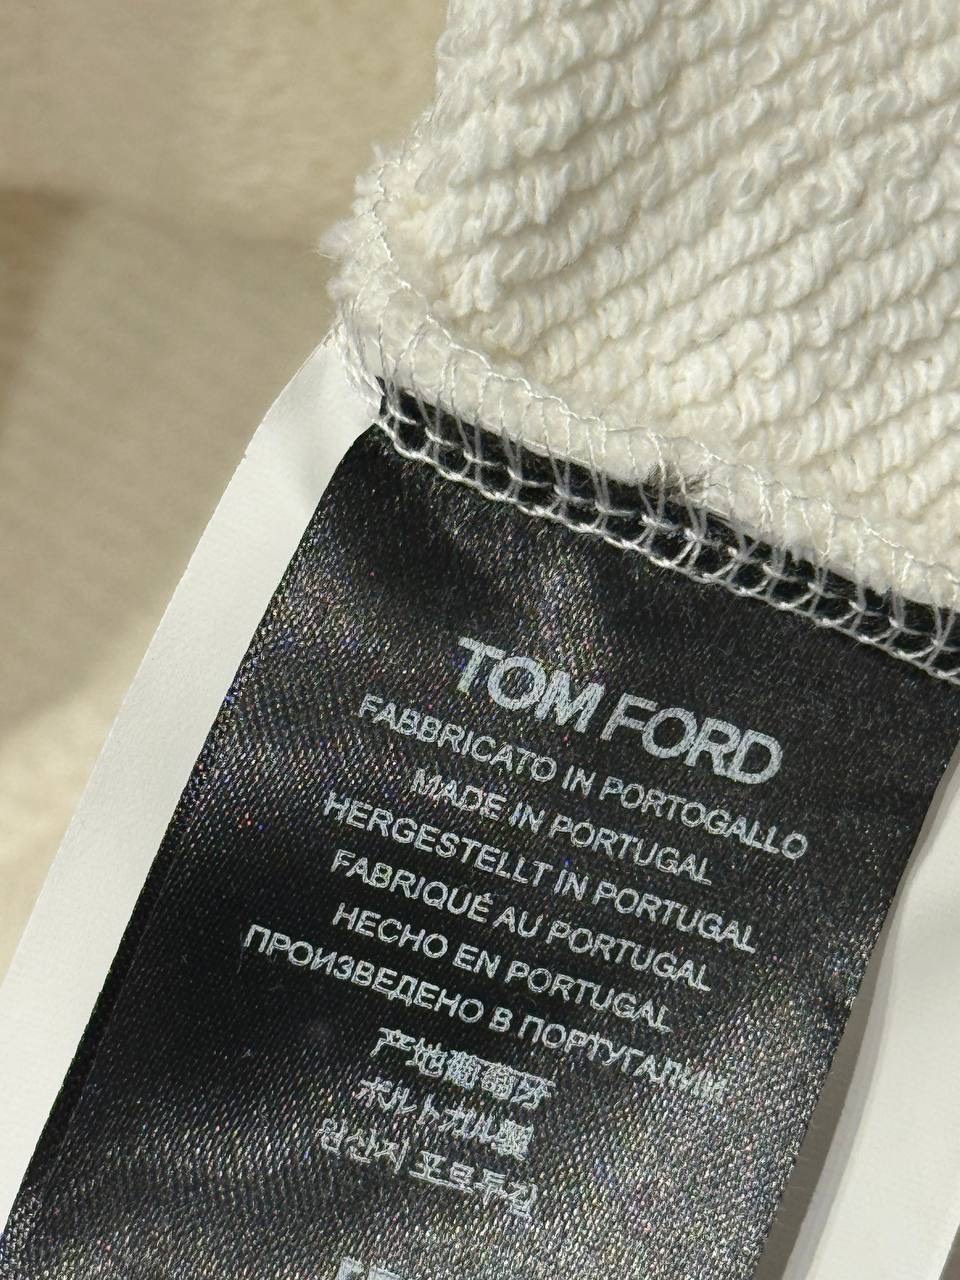 TOM FORD
FABBRICATO IN PORTOGALLO
MADE IN PORTUGAL
HERGESTELLT IN PORTUGAL
FABRIQUÉ AU PORTUGAL
HECHO EN PORTUGAL
ПРОИЗВЕДЕНО В ПОРТУГАЛИИ
产地葡萄牙
ポルトガル製
원산지 포르투갈